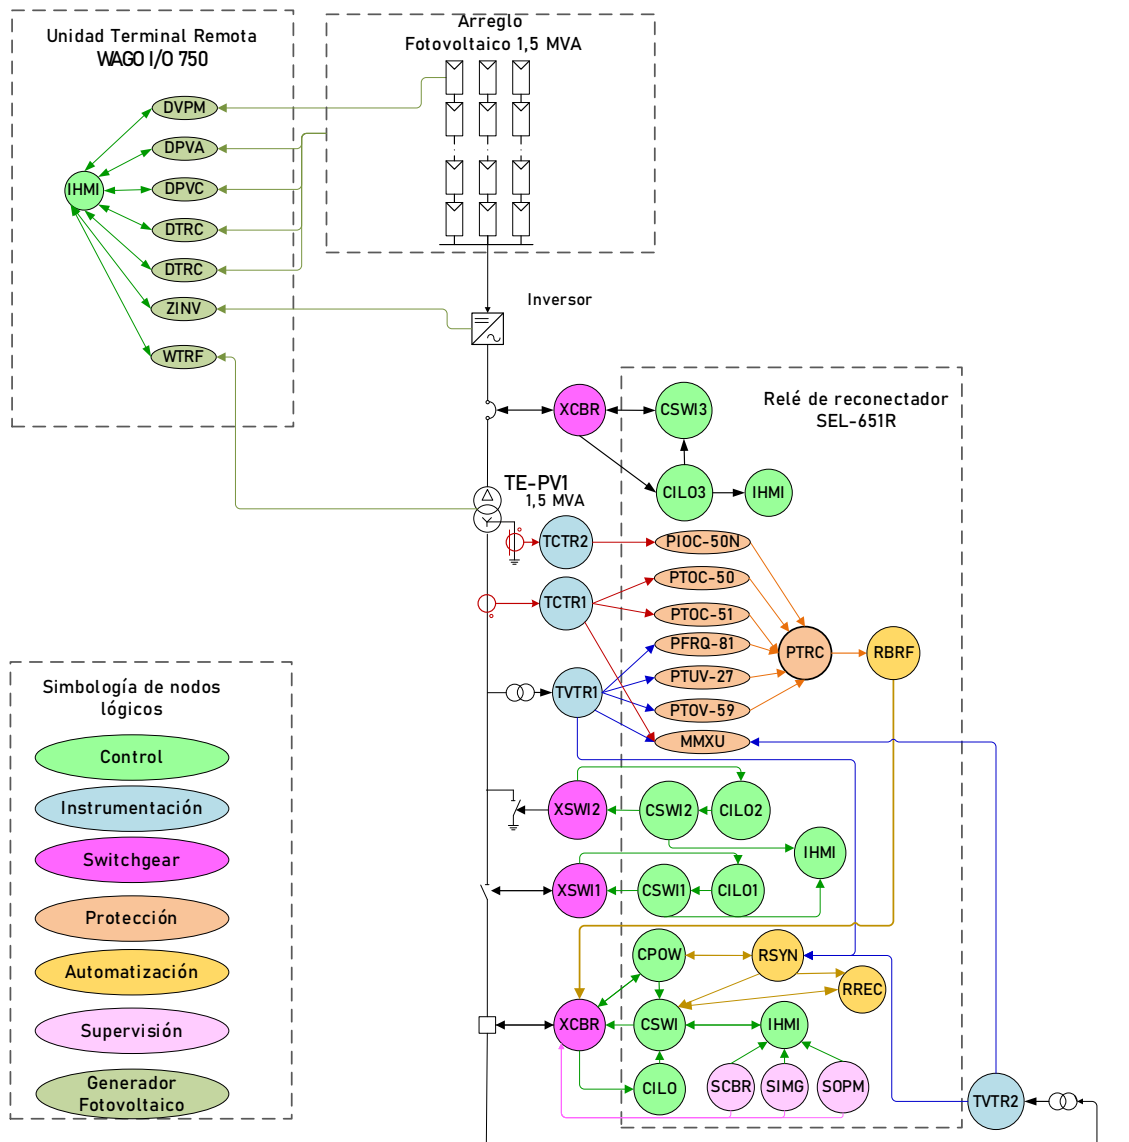 Unidad Terminal Remota
WAGO I/O 750
DVPM
DPVA
IHMI
DPVC
DTRC
DTRC
ZINV
WTRF
Arreglo
Fotovoltaico 1,5 MVA
Inversor
Relé de reconectador
SEL-651R
XCBR
CSWI3
CILO3
IHMI
TE-PV1
1,5 MVA
TCTR2
PIOC-50N
TCTR1
PTOC-50
PTOC-51
PFRQ-81
PTRC
RBRF
TVTR1
PTUV-27
PTOV-59
MMXU
XSWI2
CSWI2
CILO2
IHMI
XSWI1
CSWI1
CILO1
CPOW
RSYN
RREC
XCBR
CSWI
IHMI
CILO
SCBR
SIMG
SOPM
TVTR2
Simbología de nodos
lógicos
Control
Instrumentación
Switchgear
Protección
Automatización
Supervisión
Generador
Fotovoltaico